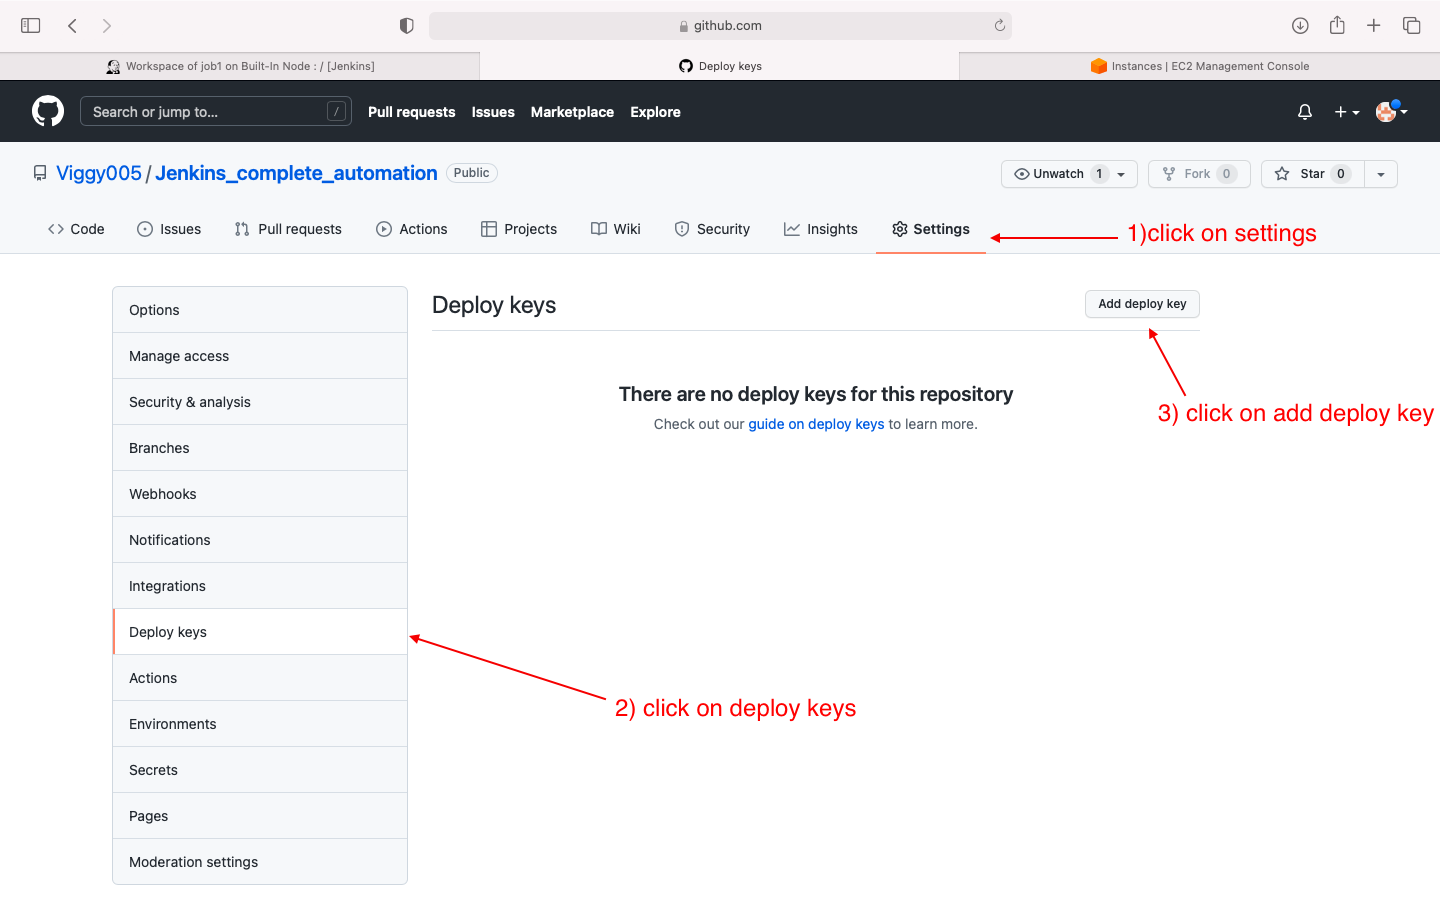 github.com
Workspace of job1 on Built-In Node : / [Jenkins]
Deploy keys
Instances | EC2 Management Console
Search or jump to...
/
Pull requests
Issues
Marketplace
Explore
Viggy005 / Jenkins_complete_automation
Public
Unwatch 1
Fork 0
Star 0
Code
Issues
Pull requests
Actions
Projects
Wiki
Security
Insights
Settings
1)click on settings
Options
Manage access
Security & analysis
Branches
Webhooks
Notifications
Integrations
Deploy keys
Actions
Environments
Secrets
Pages
Moderation settings
Deploy keys
Add deploy key
There are no deploy keys for this repository
Check out our guide on deploy keys to learn more.
3) click on add deploy key
2) click on deploy keys